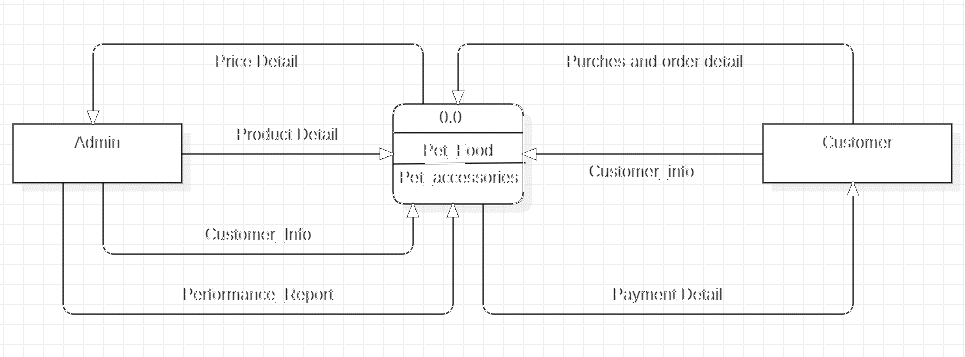 Price Detail
Purches and order detail
0.0
Admin
Product Detail
Pet_Food
Customer
Customer_info
Pet_accessories
Customer_Info
Performance_Report
Payment Detail